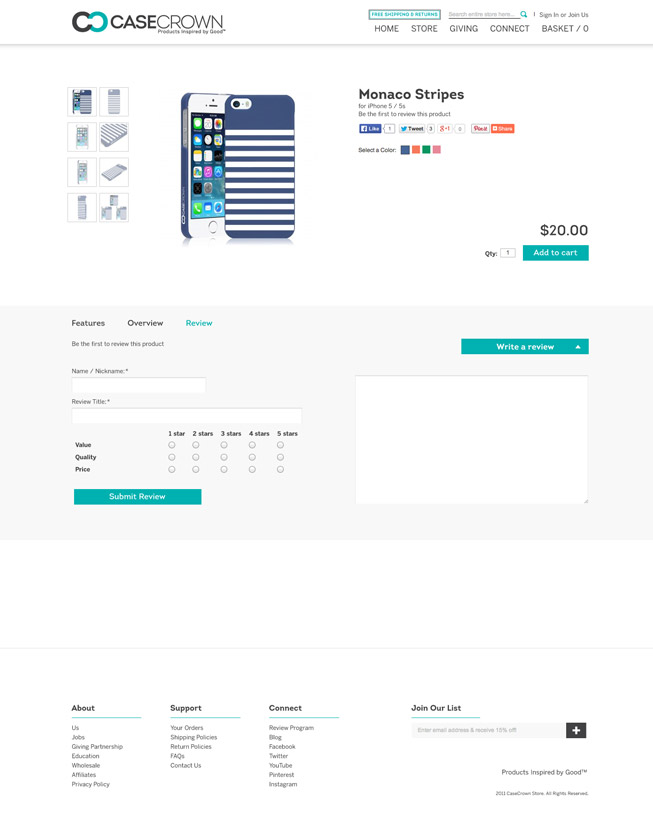 CASECROWN
Products Inspired by Good™
FREE SHIPPING & RETURNS
Search entire store here...
Sign In or Join Us
HOME STORE GIVING CONNECT BASKET / 0
Monaco Stripes
for iPhone 5 / 5s
Be the first to review this product
Like 1 Tweet 3 +1 0 Pin it Share
Select a Color:
CASECROWN
$20.00
Qty: 1 Add to cart
Features Overview Review
Be the first to review this product
Write a review
Name / Nickname:*
Review Title:*
1 star 2 stars 3 stars 4 stars 5 stars
Value
Quality
Price
Submit Review
About
Us
Jobs
Giving Partnership
Education
Wholesale
Affiliates
Privacy Policy
Support
Your Orders
Shipping Policies
Return Policies
FAQs
Contact Us
Connect
Review Program
Blog
Facebook
Twitter
YouTube
Pinterest
Instagram
Join Our List
Enter email address & receive 15% off!
Products Inspired by Good™
2011 CaseCrown Store. All Rights Reserved.